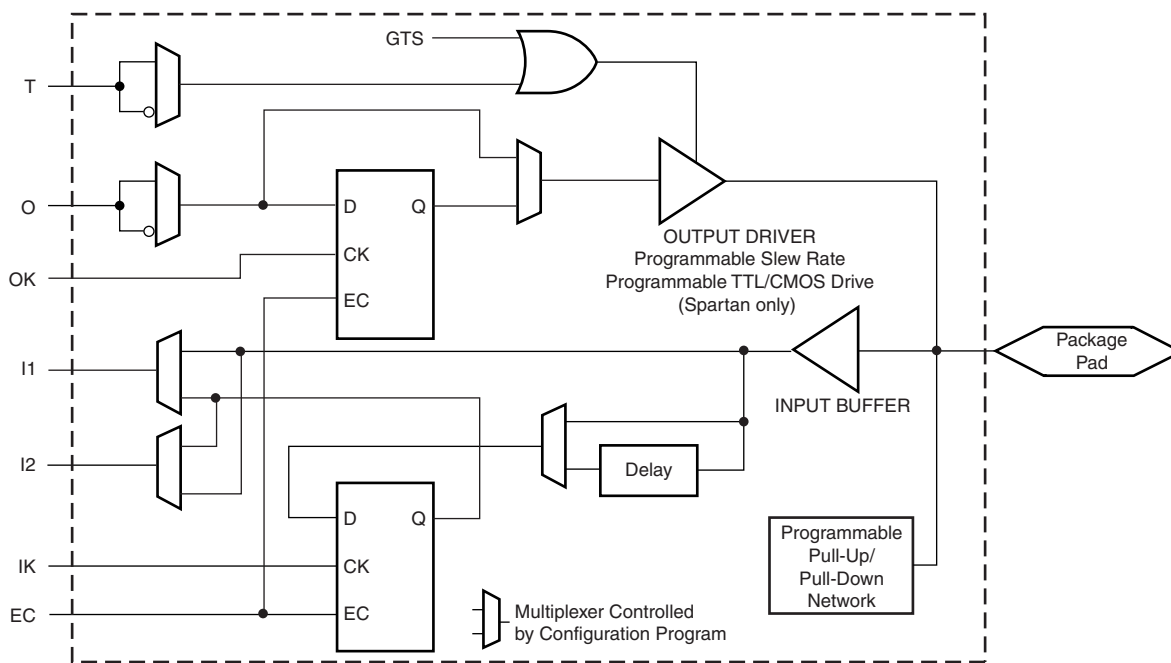 GTS
T
O
D
Q
CK
OK
EC
OUTPUT DRIVER
Programmable Slew Rate
Programmable TTL/CMOS Drive
(Spartan only)
I1
Package
Pad
INPUT BUFFER
I2
Delay
D
Q
Programmable
Pull-Up/
Pull-Down
Network
IK
CK
EC
EC
Multiplexer Controlled
by Configuration Program